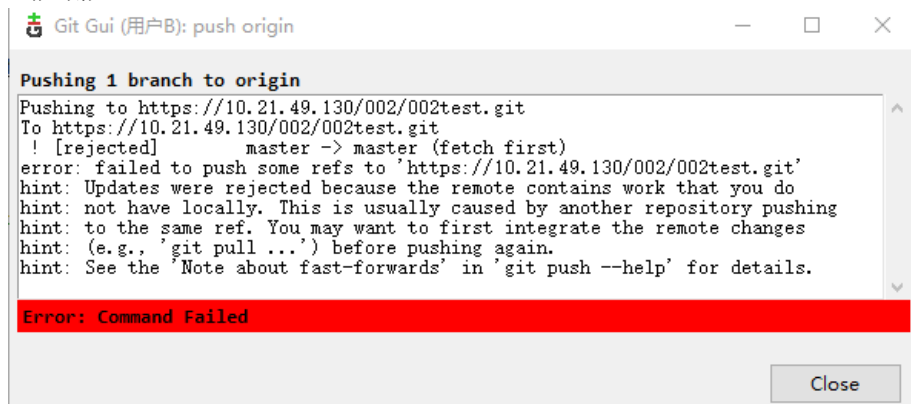 Git Gui (用户B): push origin
Pushing 1 branch to origin
Pushing to https://10.21.49.130/002/002test.git
To https://10.21.49.130/002/002test.git
! [rejected] master -> master (fetch first)
error: failed to push some refs to 'https://10.21.49.130/002/002test.git'
hint: Updates were rejected because the remote contains work that you do
hint: not have locally. This is usually caused by another repository pushing
hint: to the same ref. You may want to first integrate the remote changes
hint: (e.g., 'git pull ...') before pushing again.
hint: See the 'Note about fast-forwards' in 'git push --help' for details.
Error: Command Failed
Close